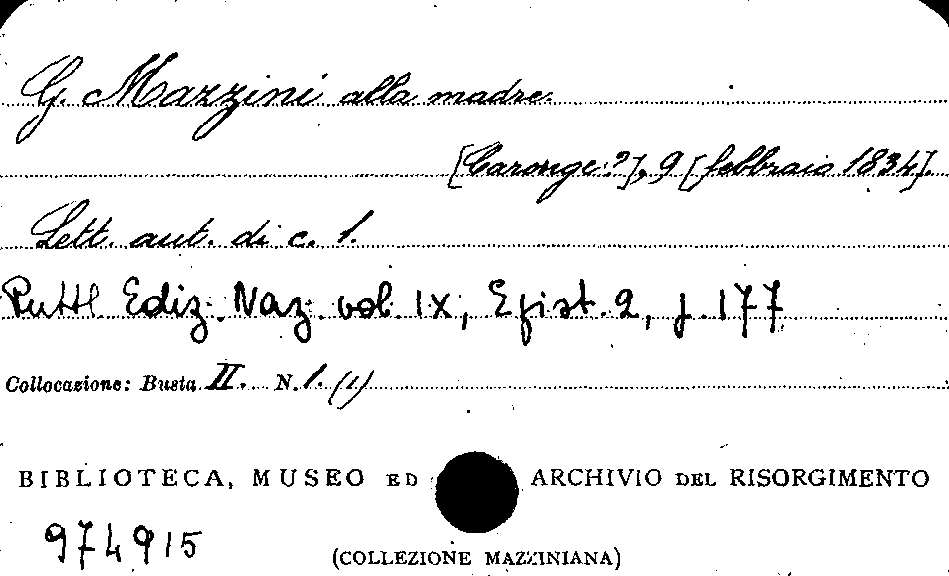 G. Mazzini alla madre.
[Caronge?], 9 [febbraio 1834].
Lett. aut. di c. 1.
Pubbl. Ediz. Naz. vol. IX, Epist. 2, p. 177
Collocazione: Busta II. N. 1. (1)
BIBLIOTECA, MUSEO ED ARCHIVIO DEL RISORGIMENTO
974915
(COLLEZIONE MAZZINIANA)